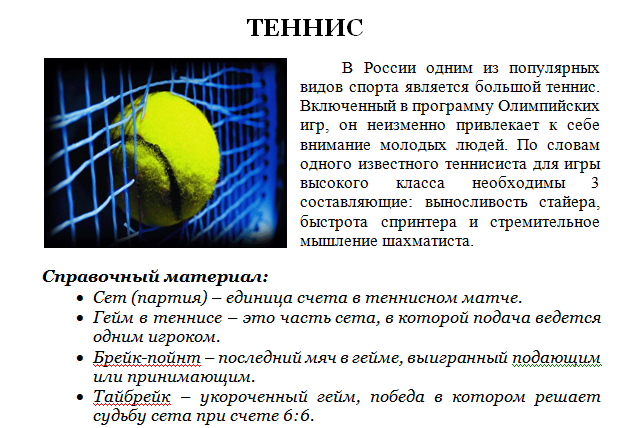 ТЕННИС
В России одним из популярных
видов спорта является большой теннис.
Включенный в программу Олимпийских
игр, он неизменно привлекает к себе
внимание молодых людей. По словам
одного известного теннисиста для игры
высокого класса необходимы 3
составляющие: выносливость стайера,
быстрота спринтера и стремительное
мышление шахматиста.
Справочный материал:
• Сет (партия) – единица счета в теннисном матче.
• Гейм в теннисе – это часть сета, в которой подача ведется
одним игроком.
• Брейк-пойнт – последний мяч в гейме, выигранный подающим
или принимающим.
• Тайбрейк – укороченный гейм, победа в котором решает
судьбу сета при счете 6:6.